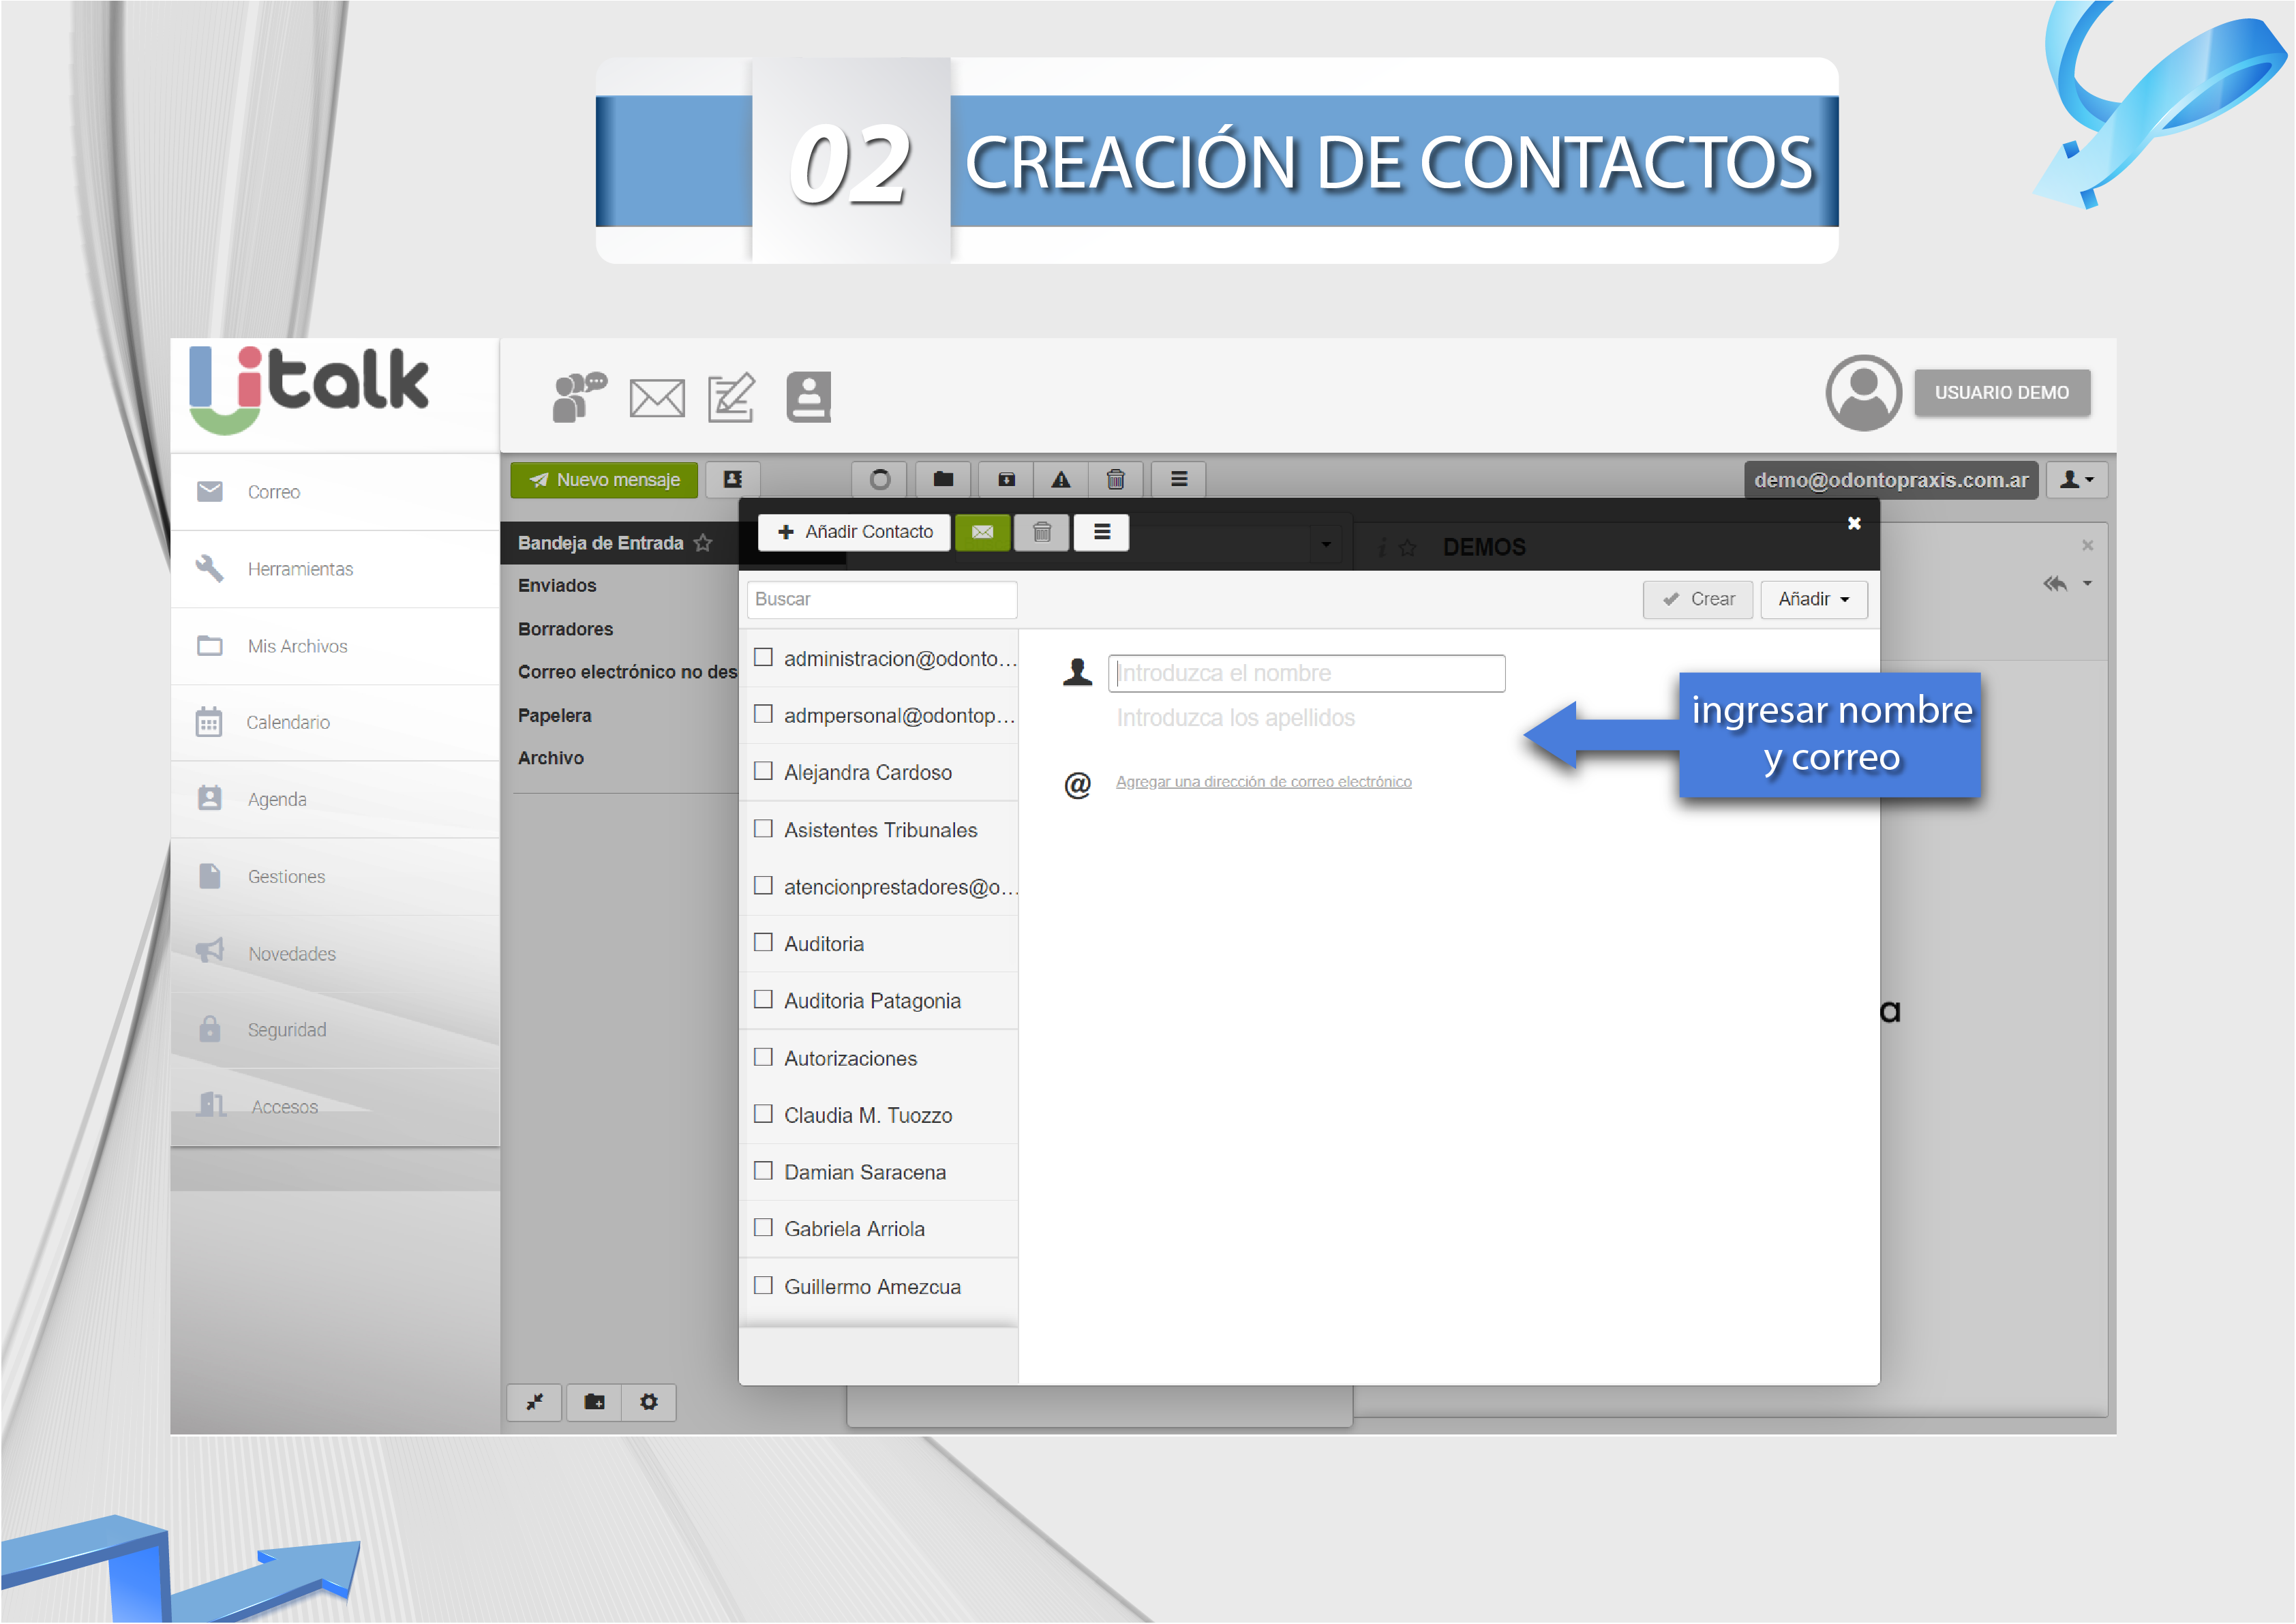 02 CREACIÓN DE CONTACTOS
Uitalk
USUARIO DEMO
Correo
Herramientas
Mis Archivos
Calendario
Agenda
Gestiones
Novedades
Seguridad
Accesos
Nuevo mensaje
demo@odontopraxis.com.ar
Bandeja de Entrada
Enviados
Borradores
Correo electrónico no des
Papelera
Archivo
Añadir Contacto
DEMOS
Buscar
Crear
Añadir
administracion@odonto...
admpersonal@odontop...
Alejandra Cardoso
Asistentes Tribunales
atencionprestadores@o...
Auditoria
Auditoria Patagonia
Autorizaciones
Claudia M. Tuozzo
Damian Saracena
Gabriela Arriola
Guillermo Amezcua
Introduzca el nombre
Introduzca los apellidos
@ Agregar una dirección de correo electrónico
ingresar nombre
y correo
a